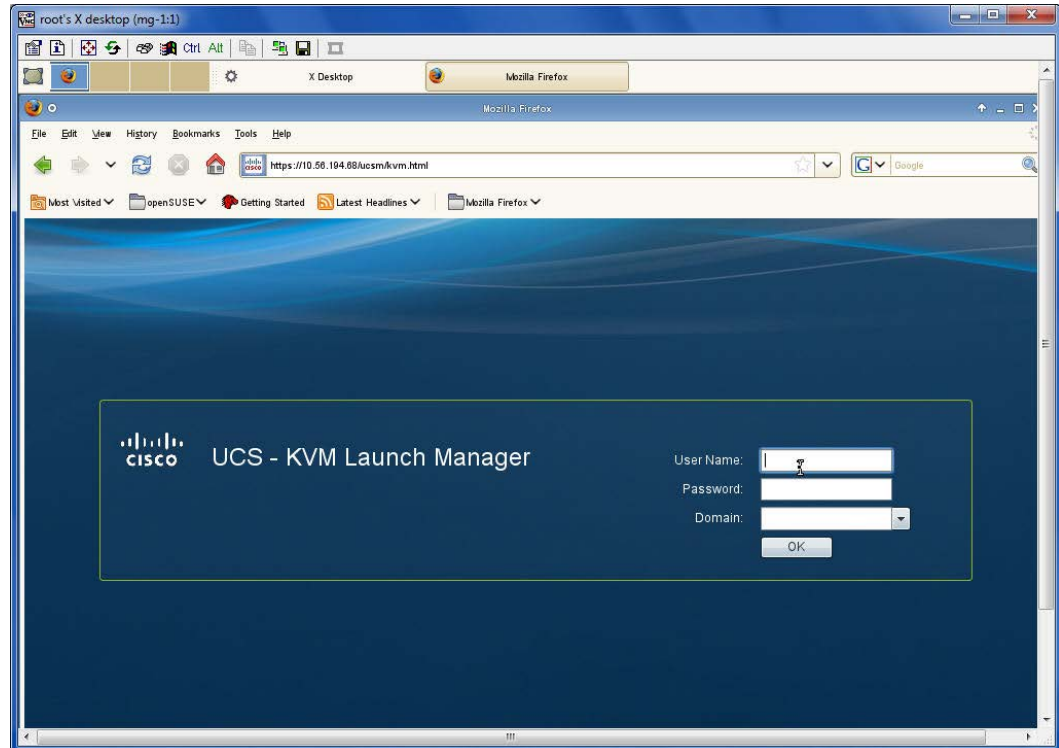 root's X desktop (mg-1:1)
Ctrl Alt
X Desktop Mozilla Firefox
Mozilla Firefox
File Edit View History Bookmarks Tools Help
cisco https://10.56.194.68/ucsm/kvm.html Google
Most Visited openSUSE Getting Started Latest Headlines Mozilla Firefox
CISCO UCS - KVM Launch Manager
User Name:
Password:
Domain:
OK